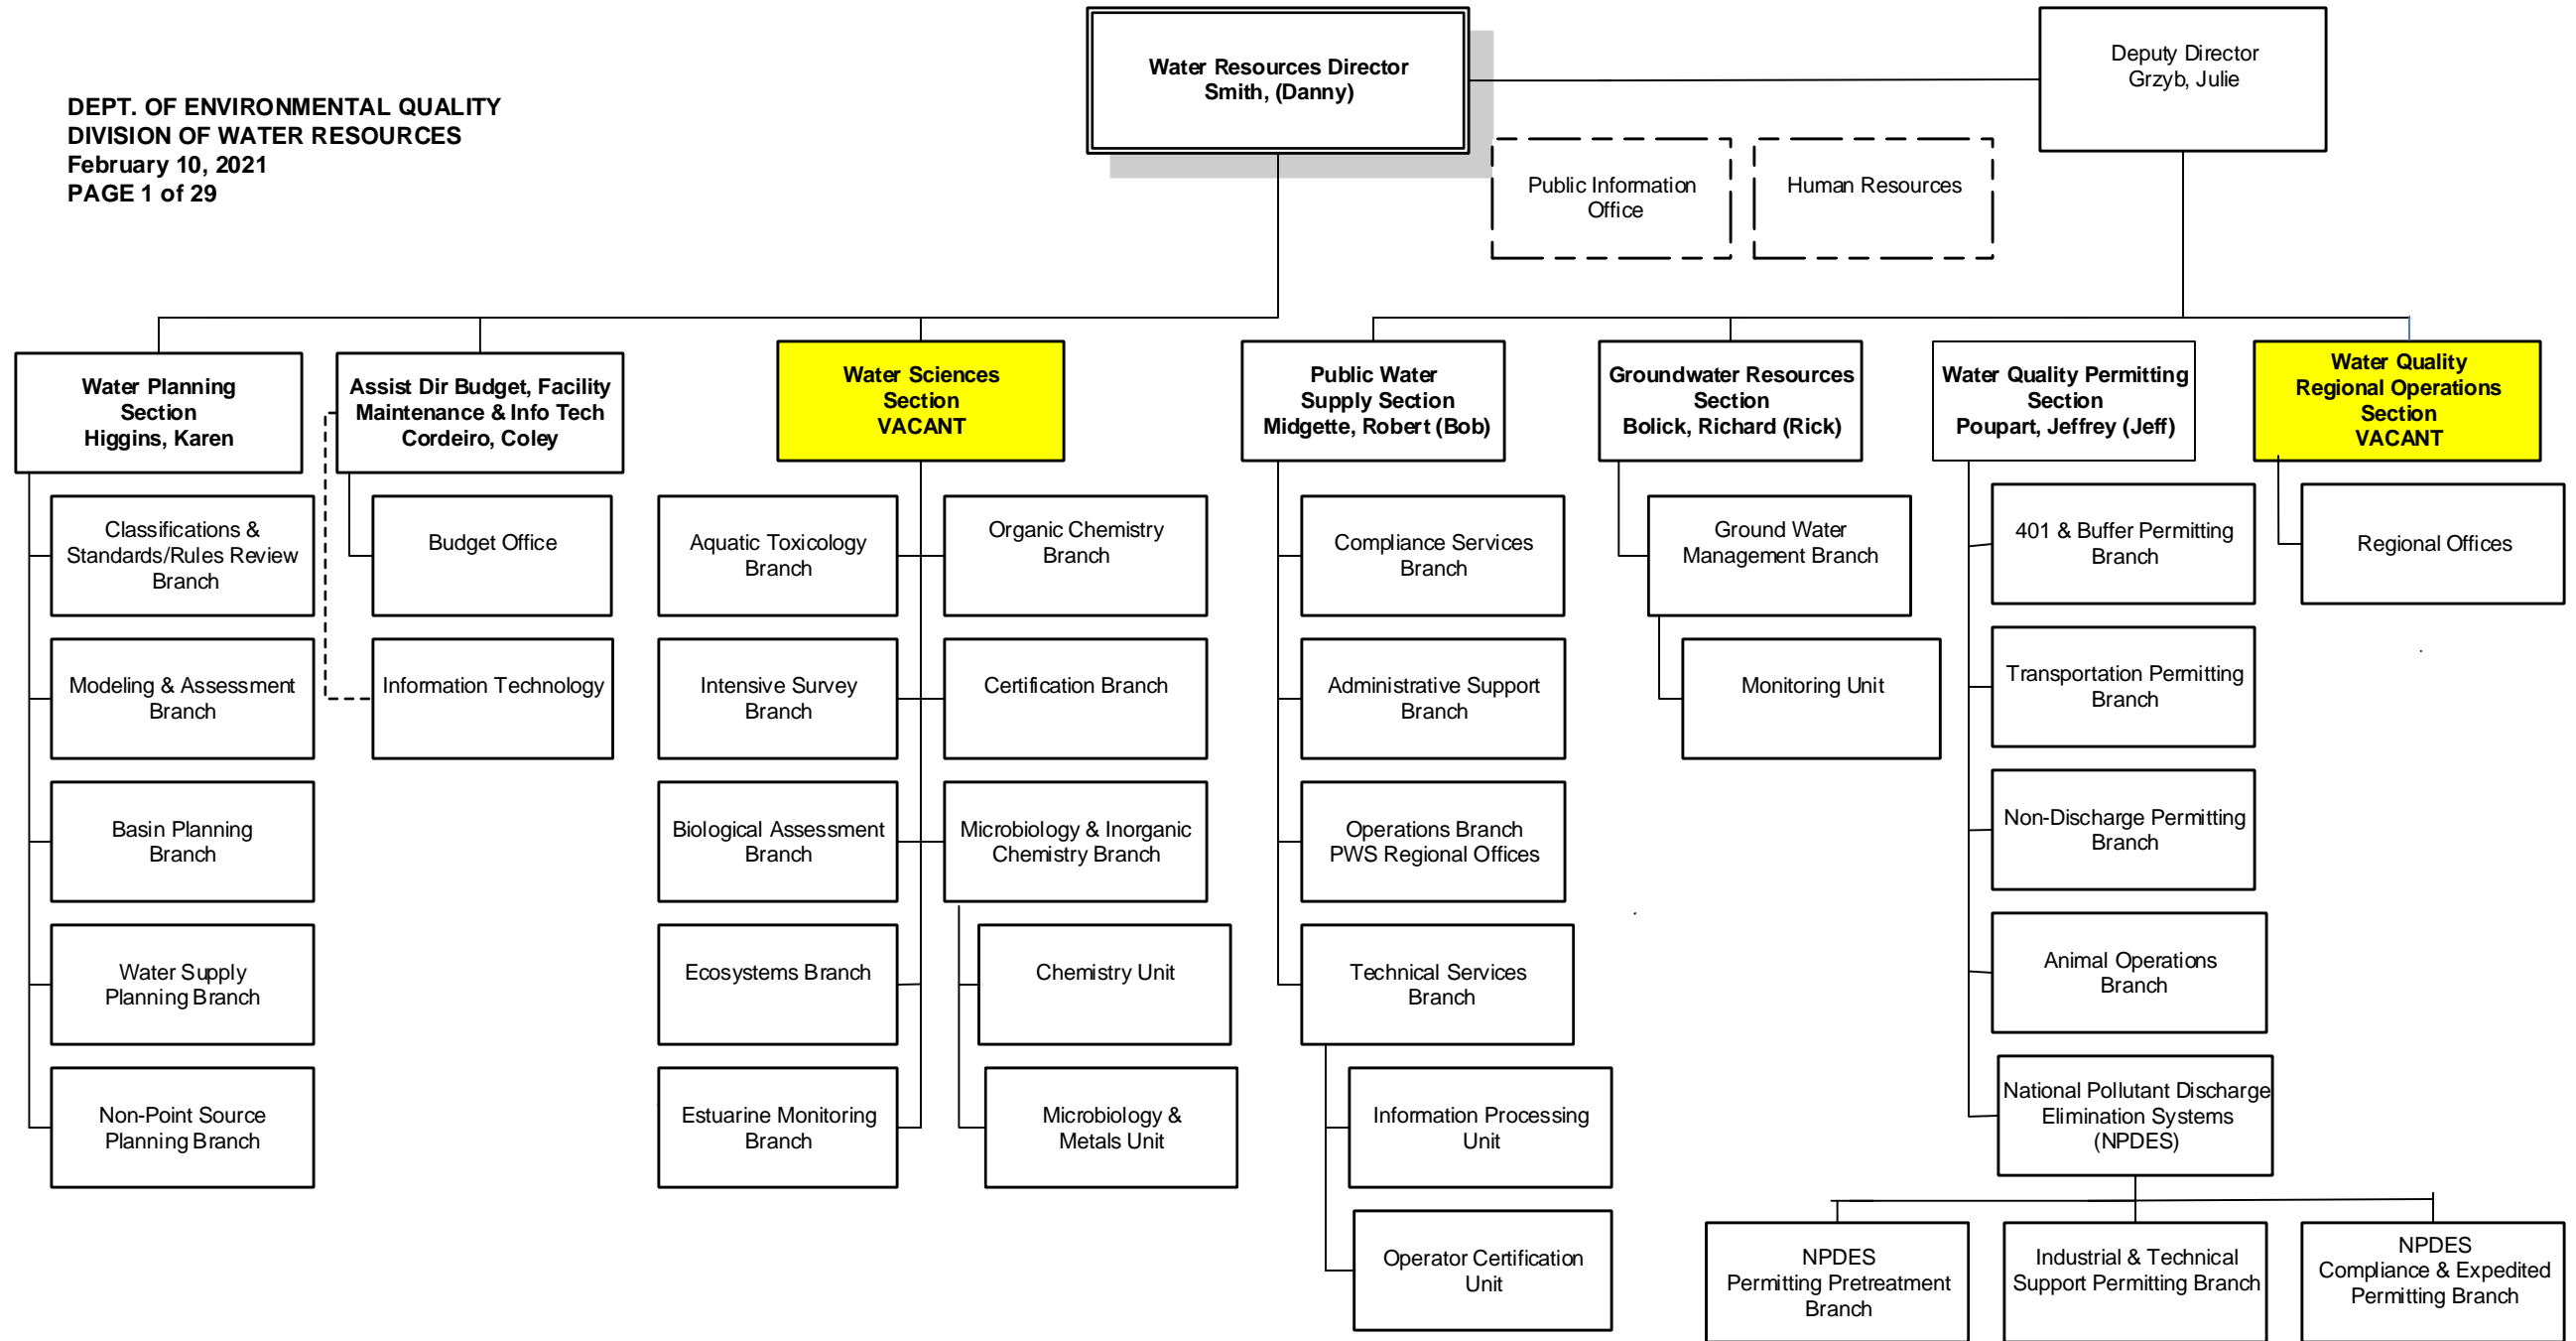 DEPT. OF ENVIRONMENTAL QUALITY
DIVISION OF WATER RESOURCES
February 10, 2021
PAGE 1 of 29
Water Resources Director
Smith, (Danny)
Deputy Director
Grzyb, Julie
Public Information
Office
Human Resources
Water Planning
Section
Higgins, Karen
Classifications &
Standards/Rules Review
Branch
Modeling & Assessment
Branch
Basin Planning
Branch
Water Supply
Planning Branch
Non-Point Source
Planning Branch
Assist Dir Budget, Facility
Maintenance & Info Tech
Cordeiro, Coley
Budget Office
Information Technology
Water Sciences
Section
VACANT
Aquatic Toxicology
Branch
Intensive Survey
Branch
Biological Assessment
Branch
Ecosystems Branch
Estuarine Monitoring
Branch
Organic Chemistry
Branch
Certification Branch
Microbiology & Inorganic
Chemistry Branch
Chemistry Unit
Microbiology &
Metals Unit
Public Water
Supply Section
Midgette, Robert (Bob)
Compliance Services
Branch
Administrative Support
Branch
Operations Branch
PWS Regional Offices
Technical Services
Branch
Information Processing
Unit
Operator Certification
Unit
Groundwater Resources
Section
Bolick, Richard (Rick)
Ground Water
Management Branch
Monitoring Unit
Water Quality Permitting
Section
Poupart, Jeffrey (Jeff)
401 & Buffer Permitting
Branch
Transportation Permitting
Branch
Non-Discharge Permitting
Branch
Animal Operations
Branch
National Pollutant Discharge
Elimination Systems
(NPDES)
NPDES
Permitting Pretreatment
Branch
Industrial & Technical
Support Permitting Branch
NPDES
Compliance & Expedited
Permitting Branch
Water Quality
Regional Operations
Section
VACANT
Regional Offices